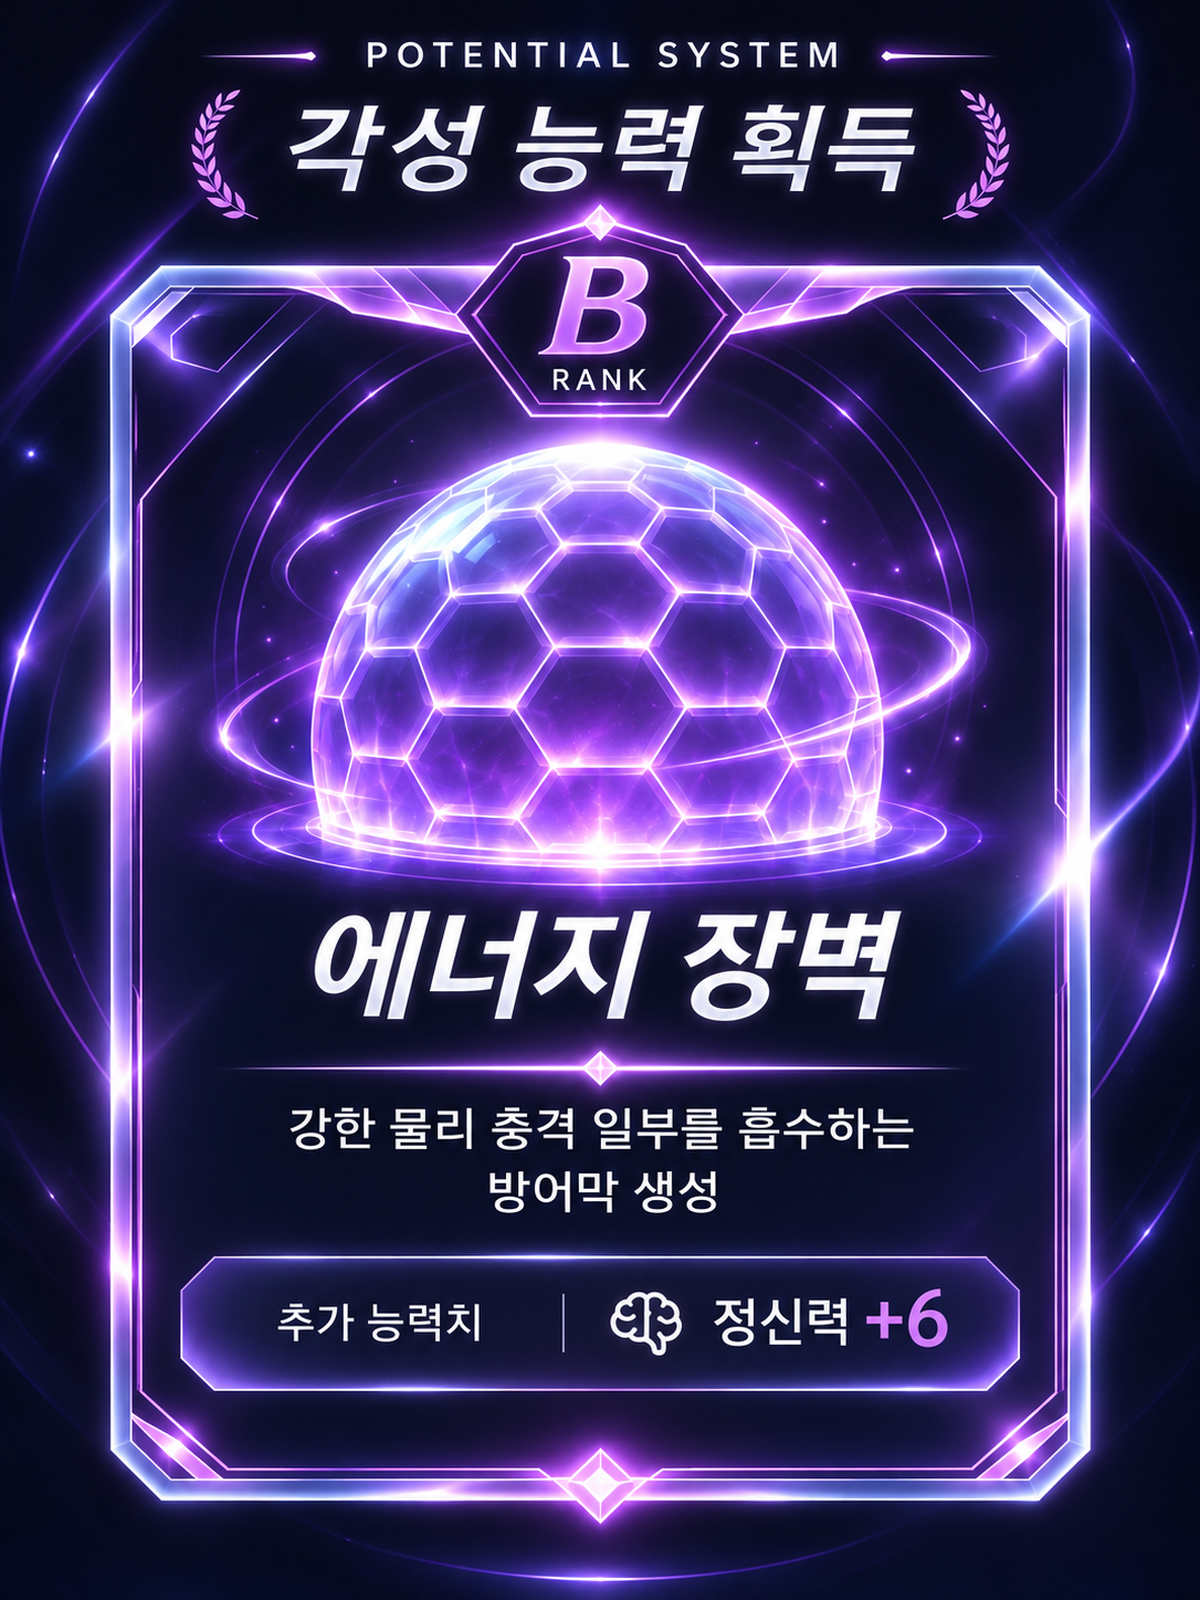 POTENTIAL SYSTEM
각성 능력 획득
B
RANK
에너지 장벽
강한 물리 충격 일부를 흡수하는
방어막 생성
추가 능력치
정신력 +6